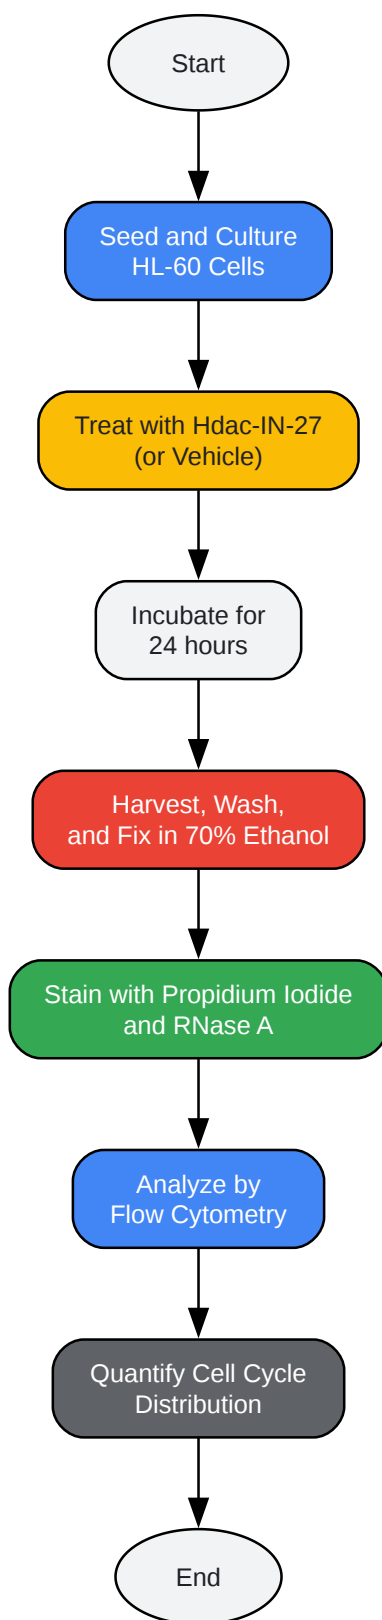 Start
Seed and Culture
HL-60 Cells
Treat with Hdac-IN-27
(or Vehicle)
Incubate for
24 hours
Harvest, Wash,
and Fix in 70% Ethanol
Stain with Propidium Iodide
and RNase A
Analyze by
Flow Cytometry
Quantify Cell Cycle
Distribution
End